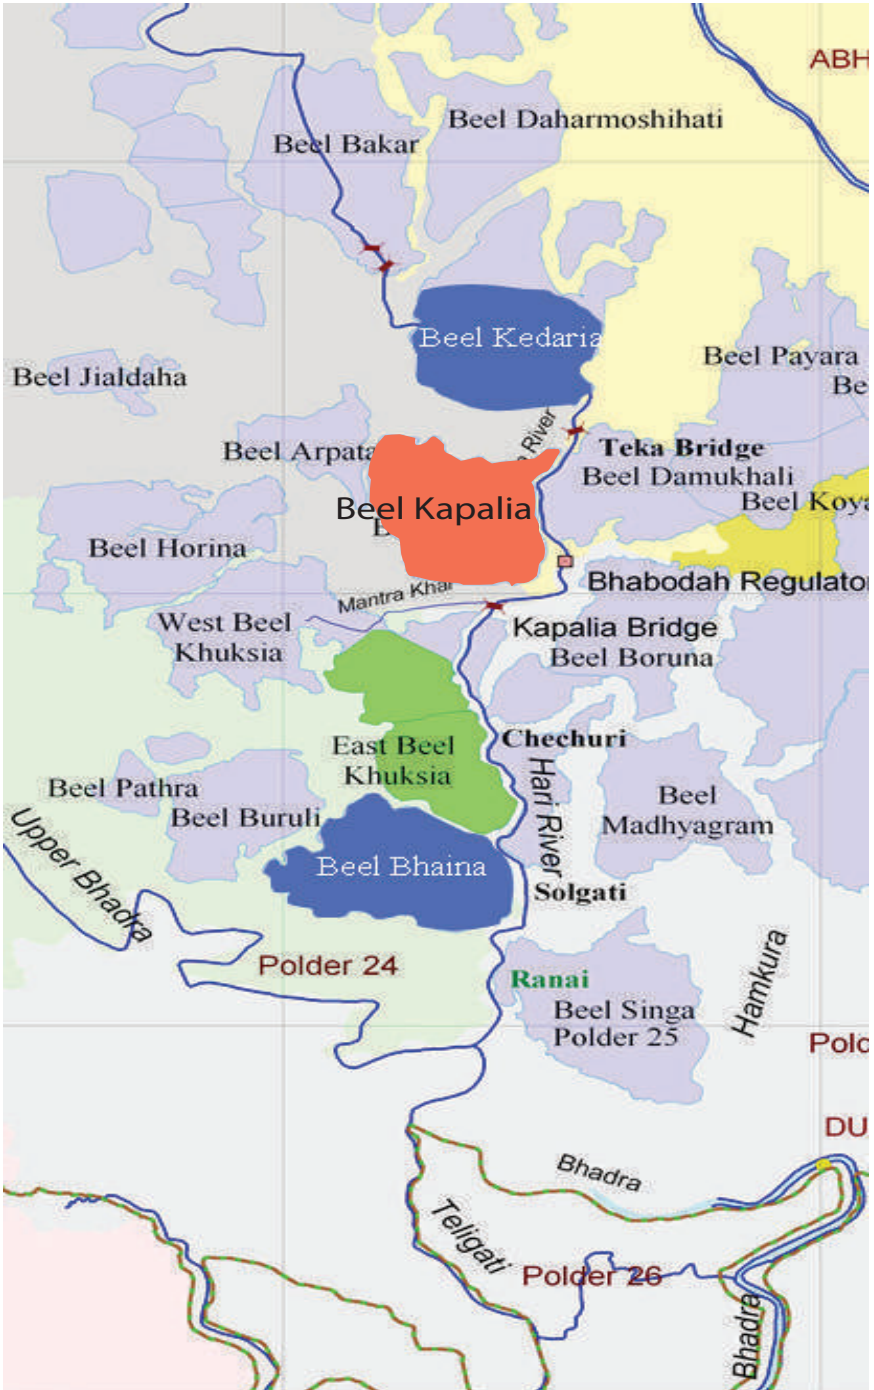 ABH
Beel Daharmoshihati
Beel Bakar
Beel Kedaria
Beel Payara
Beel Jialdaha
Be
River
Teka Bridge
Beel Arpata
Beel Damukhali
Beel Koya
Beel Kapalia
Beel Horina
Bhabodah Regulator
Mantra Khal
West Beel
Khuksia
Kapalia Bridge
Beel Boruna
East Beel
Khuksia
Chechuri
Hari River
Beel Pathra
Beel Buruli
Beel
Madhyagram
Upper Bhadra
Beel Bhaina
Solgati
Polder 24
Ranai
Beel Singa
Polder 25
Hamkura
Pold
DU
Bhadra
Teligati
Polder 26
Bhadra